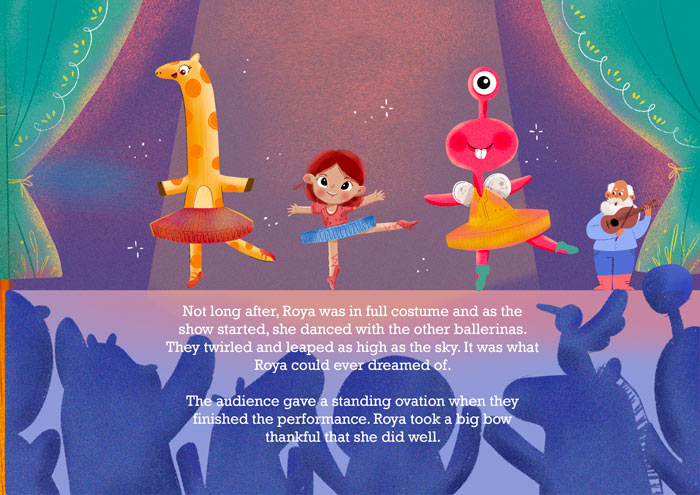 Not long after, Roya was in full costume and as the
show started, she danced with the other ballerinas.
They twirled and leaped as high as the sky. It was what
Roya could ever dreamed of.
The audience gave a standing ovation when they
finished the performance. Roya took a big bow
thankful that she did well.